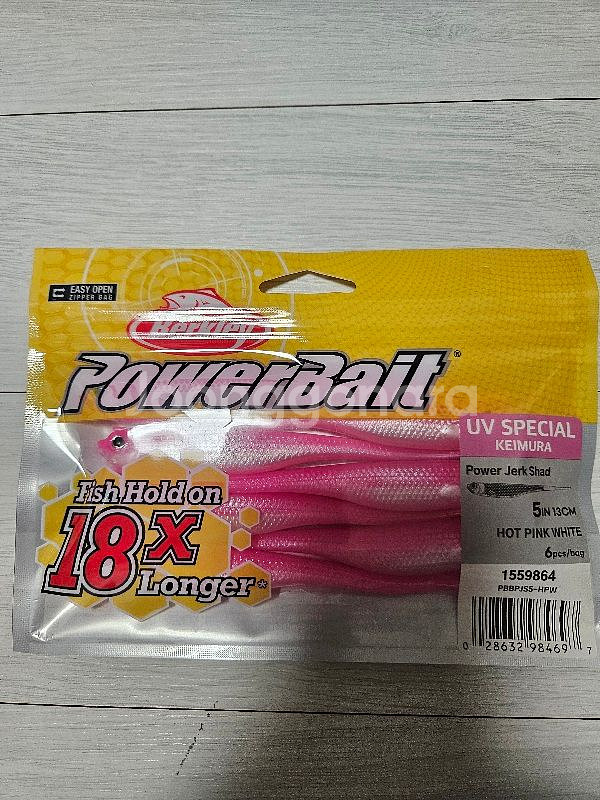 EASY OPEN
ZIPPER BAG
Berkley
PowerBait®
UV SPECIAL
KEIMURA
Power Jerk Shad
5IN 13CM
HOT PINK WHITE
6pcs/bag
1559864
PBBPJS5-HPW
0 28632 98469 7
Fish Hold on
18X
Longer*